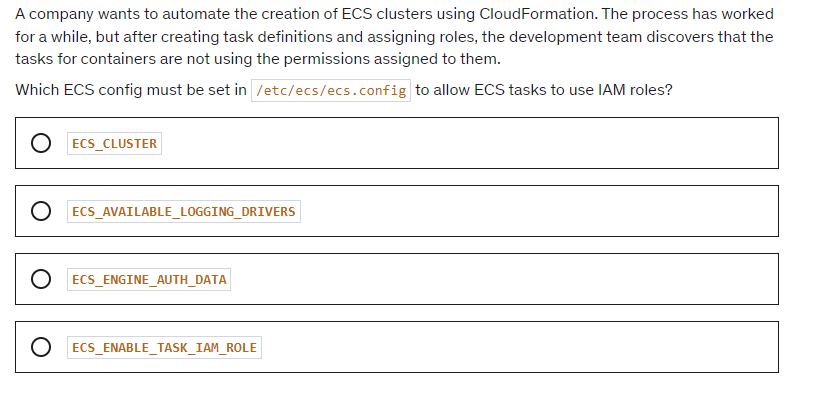 A company wants to automate the creation of ECS clusters using CloudFormation. The process has worked
for a while, but after creating task definitions and assigning roles, the development team discovers that the
tasks for containers are not using the permissions assigned to them.
Which ECS config must be set in /etc/ecs/ecs.config to allow ECS tasks to use IAM roles?
ECS_CLUSTER
ECS_AVAILABLE_LOGGING_DRIVERS
ECS_ENGINE_AUTH_DATA
ECS_ENABLE_TASK_IAM_ROLE